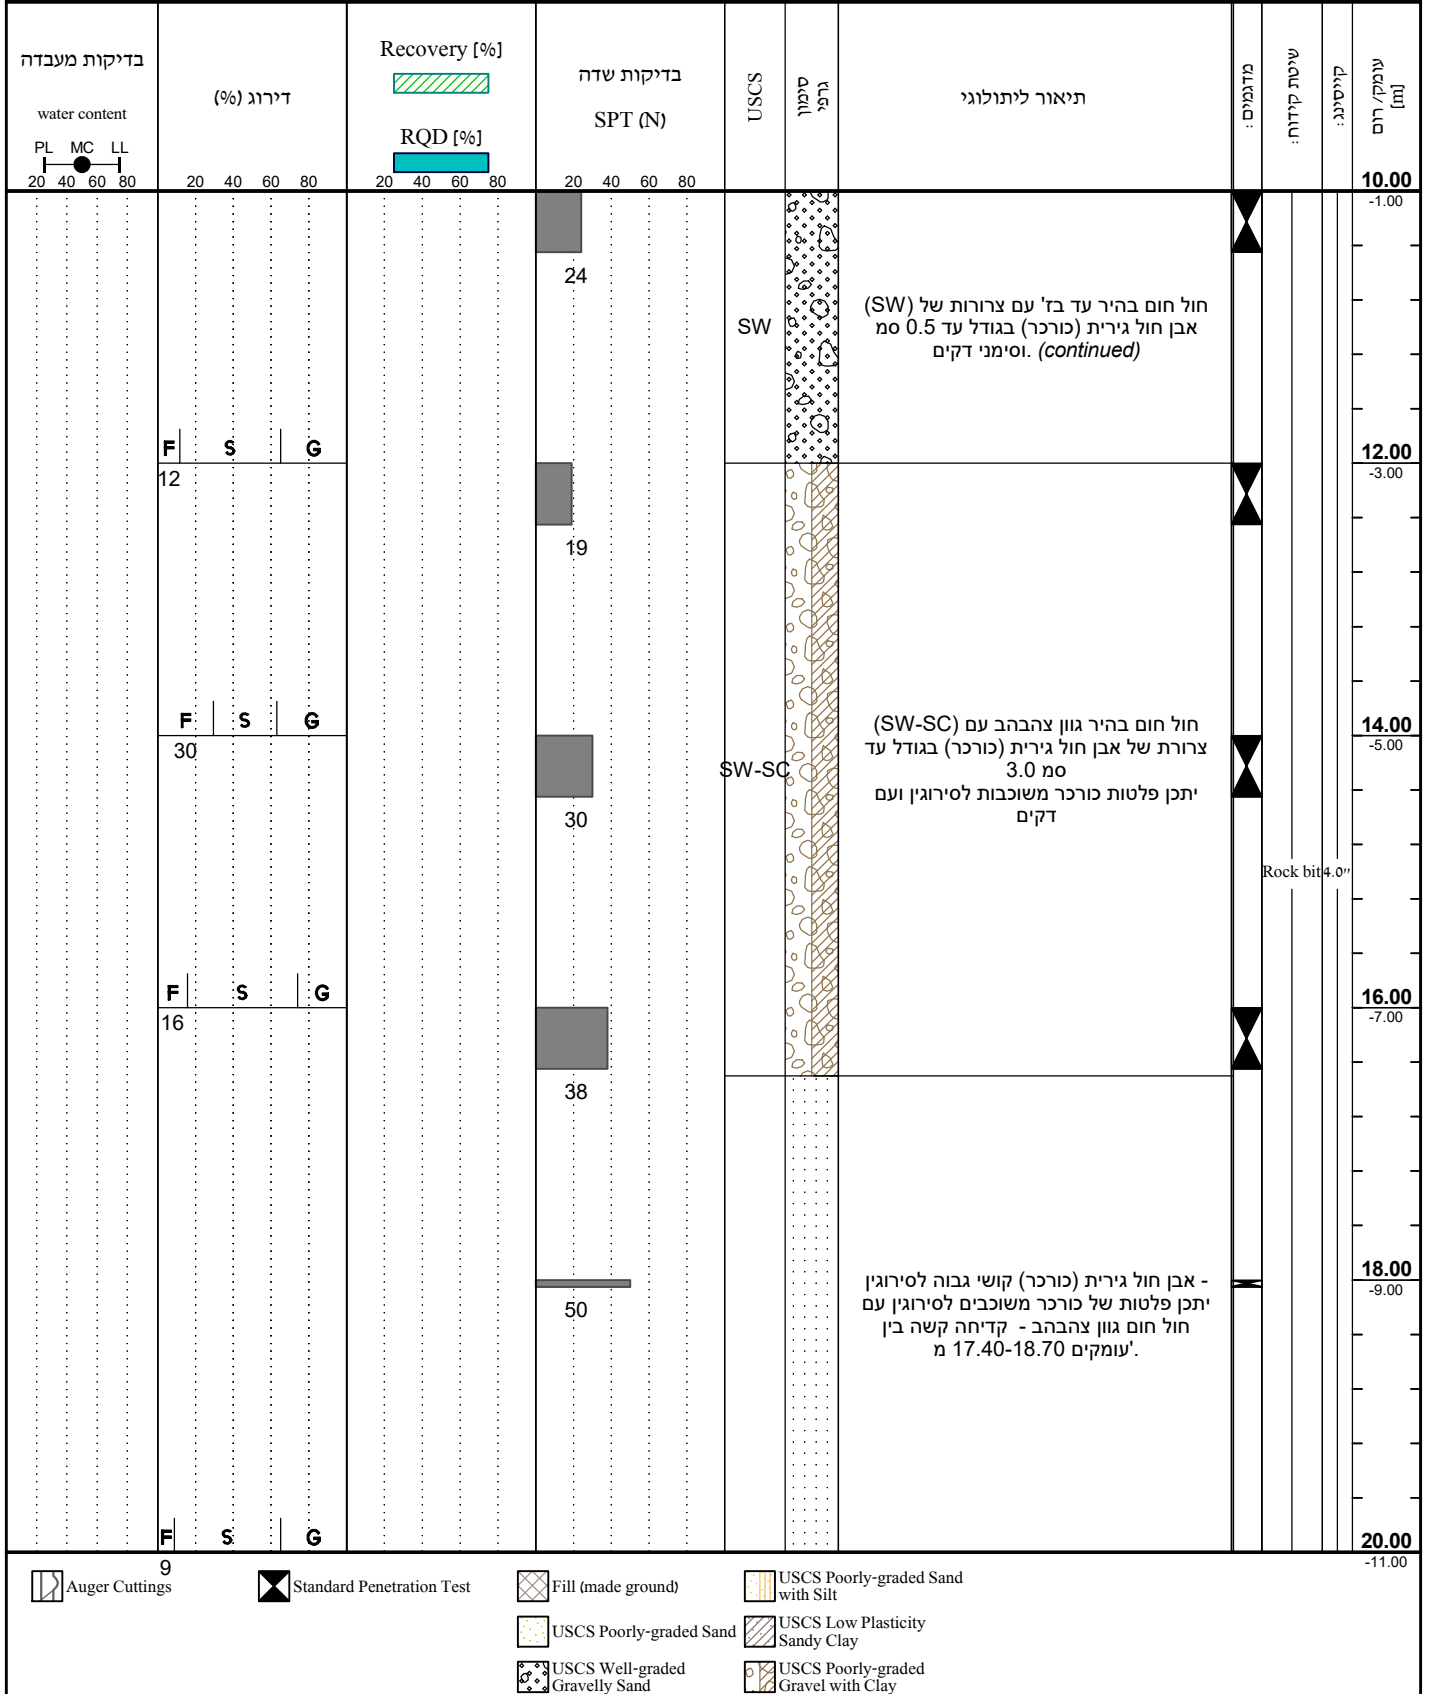 בדיקות מעבדה
water content
PL MC LL
20 40 60 80
דירוג (%)
20 40 60 80
Recovery [%]
RQD [%]
20 40 60 80
בדיקות שדה
SPT (N)
20 40 60 80
USCS
סימון
גרפי
תיאור ליתולוגי
מדגמים:
שיטת קידוח:
קייסינג:
עומק/ רום
[m]
10.00
-1.00
24
SW
חול חום בהיר עד בז' עם צרורות של (SW)
אבן חול גירית (כורכר) בגודל עד 0.5 סמ
וסימני דקים. (continued)
F S G
12
12.00
-3.00
19
F S G
30
14.00
-5.00
30
SW-SC
חול חום בהיר גוון צהבהב עם (SW-SC)
צרורת של אבן חול גירית (כורכר) בגודל עד
3.0 סמ
יתכן פלטות כורכר משוכבות לסירוגין ועם
דקים
Rock bit
4.0"
F S G
16
16.00
-7.00
38
18.00
-9.00
50
- אבן חול גירית (כורכר) קושי גבוה לסירוגין
יתכן פלטות של כורכר משוכבים לסירוגין עם
חול חום גוון צהבהב - קדיחה קשה בין
עומקים 17.40-18.70 מ'.
F S G
9
20.00
-11.00
Auger Cuttings
Standard Penetration Test
Fill (made ground)
USCS Poorly-graded Sand
with Silt
USCS Poorly-graded Sand
USCS Low Plasticity
Sandy Clay
USCS Well-graded
Gravelly Sand
USCS Poorly-graded
Gravel with Clay